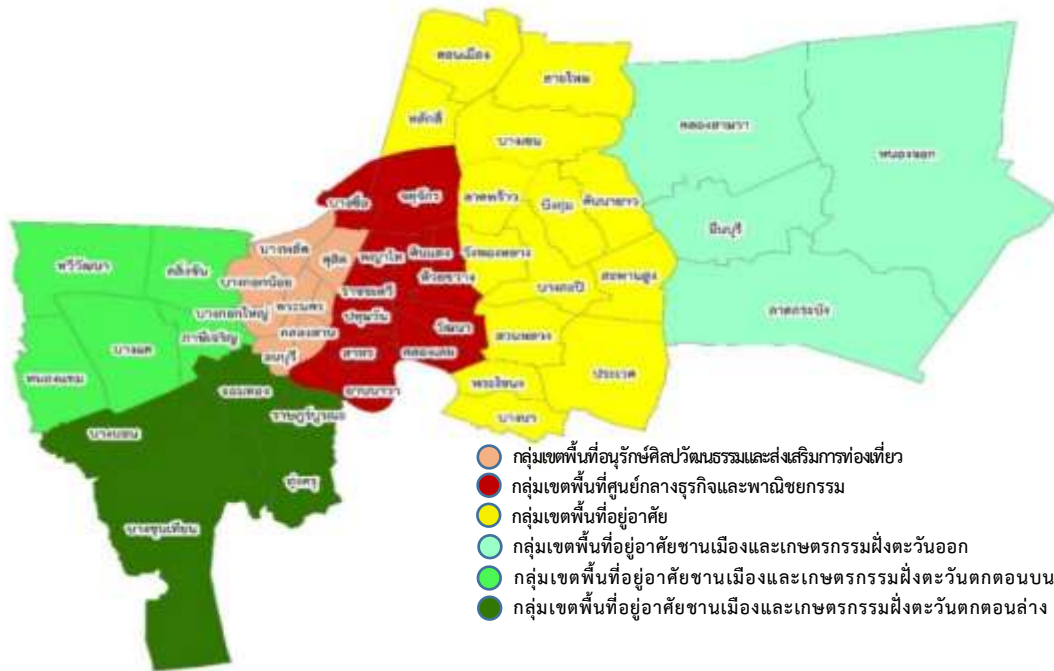 ดอนเมือง
สายไหม
หลักสี่
คลองสามวา
บางเขน
หนองจอก
บางซื่อ
จตุจักร
ลาดพร้าว
บึงกุ่ม
คันนายาว
มีนบุรี
บางพลัด
ดุสิต
พญาไท
ดินแดง
วังทองหลาง
ทวีวัฒนา
ตลิ่งชัน
ห้วยขวาง
สะพานสูง
บางกอกน้อย
ราชเทวี
บางกะปิ
ลาดกระบัง
บางกอกใหญ่
พระนคร
ปทุมวัน
วัฒนา
สวนหลวง
คลองสาน
ภาษีเจริญ
บางแค
สาทร
คลองเตย
ธนบุรี
หนองแขม
ยานนาวา
พระโขนง
ประเวศ
จอมทอง
ราษฎร์บูรณะ
บางนา
บางบอน
ทุ่งครุ
บางขุนเทียน
กลุ่มเขตพื้นที่อนุรักษ์ศิลปวัฒนธรรมและส่งเสริมการท่องเที่ยว
กลุ่มเขตพื้นที่ศูนย์กลางธุรกิจและพาณิชยกรรม
กลุ่มเขตพื้นที่อยู่อาศัย
กลุ่มเขตพื้นที่อยู่อาศัยชานเมืองและเกษตรกรรมฝั่งตะวันออก
กลุ่มเขตพื้นที่อยู่อาศัยชานเมืองและเกษตรกรรมฝั่งตะวันตกตอนบน
กลุ่มเขตพื้นที่อยู่อาศัยชานเมืองและเกษตรกรรมฝั่งตะวันตกตอนล่าง